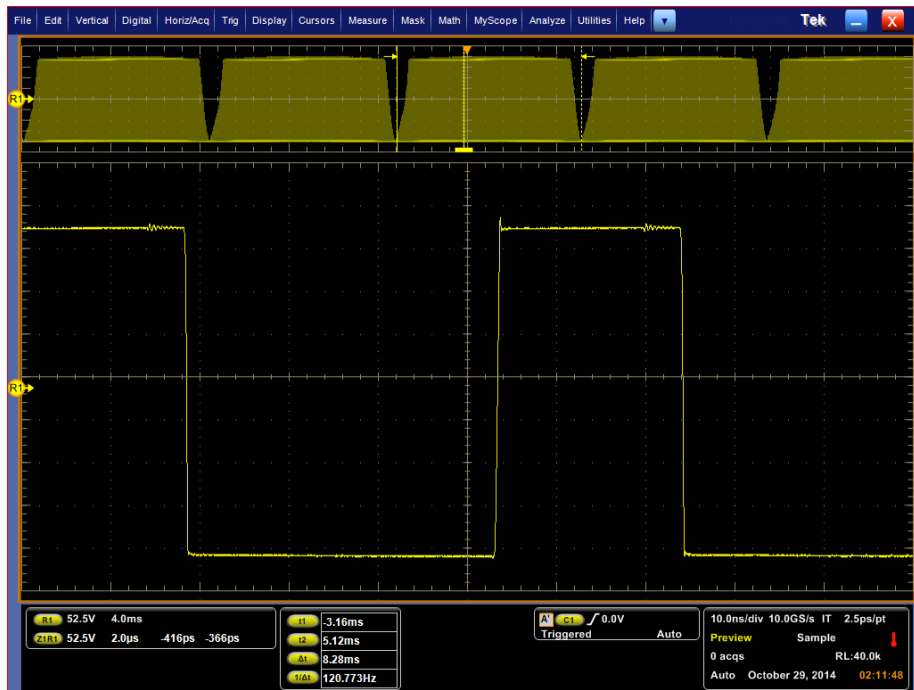 File Edit Vertical Digital Horiz/Acq Trig Display Cursors Measure Mask Math MyScope Analyze Utilities Help Tek X
R1
R1
R1 52.5V 4.0ms
Z1R1 52.5V 2.0µs -416ps -366ps
t1 -3.16ms
t2 5.12ms
Δt 8.28ms
1/Δt 120.773Hz
A' C1 0.0V
Triggered Auto
10.0ns/div 10.0GS/s IT 2.5ps/pt
Preview Sample
0 acqs RL:40.0k
Auto October 29, 2014 02:11:48